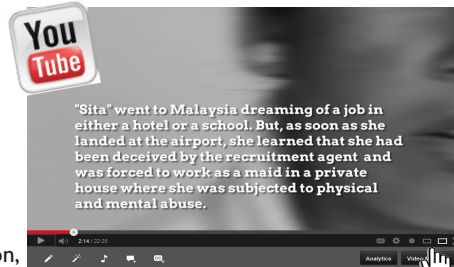 You
Tube
"Sita" went to Malaysia dreaming of a job in
either a hotel or a school. But, as soon as she
landed at the airport, she learned that she had
been deceived by the recruitment agent and
was forced to work as a maid in a private
house where she was subjected to physical
and mental abuse.
2:14 / 22:25
Analytics
on,